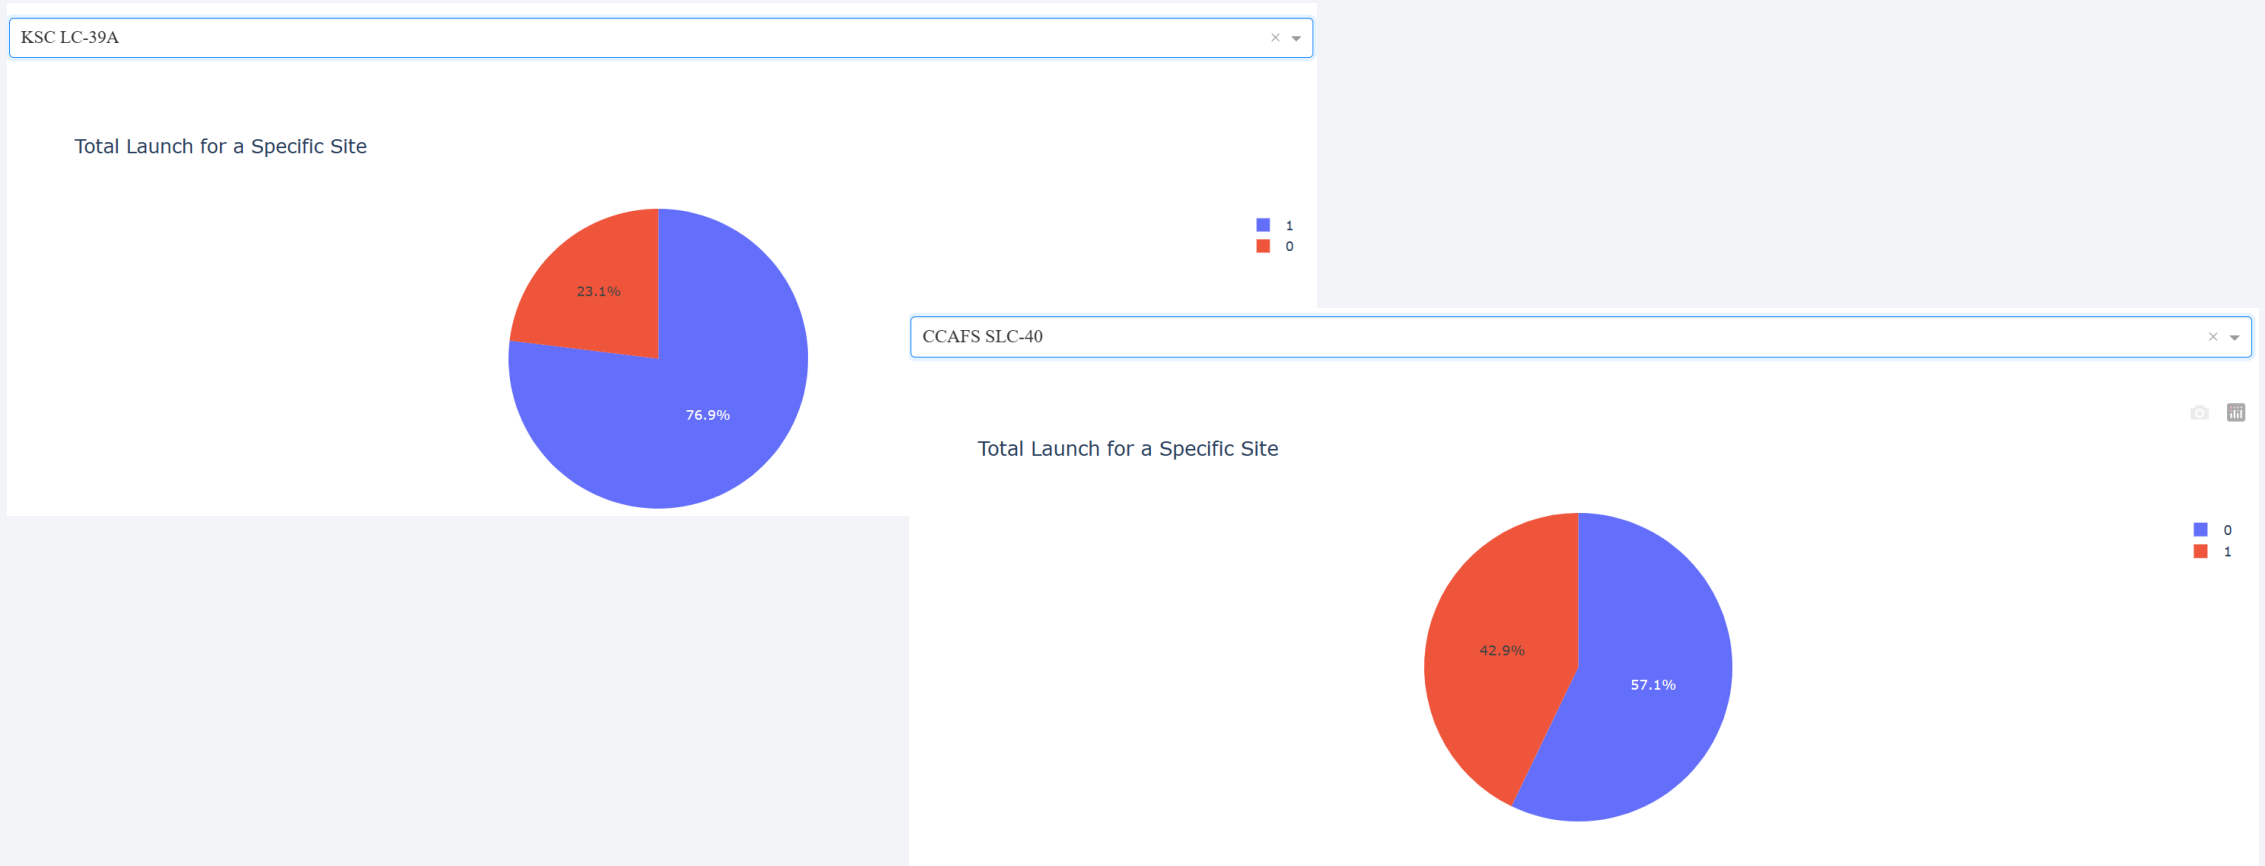 KSC LC-39A
Total Launch for a Specific Site
1
0
23.1%
76.9%
CCAFS SLC-40
Total Launch for a Specific Site
0
1
42.9%
57.1%